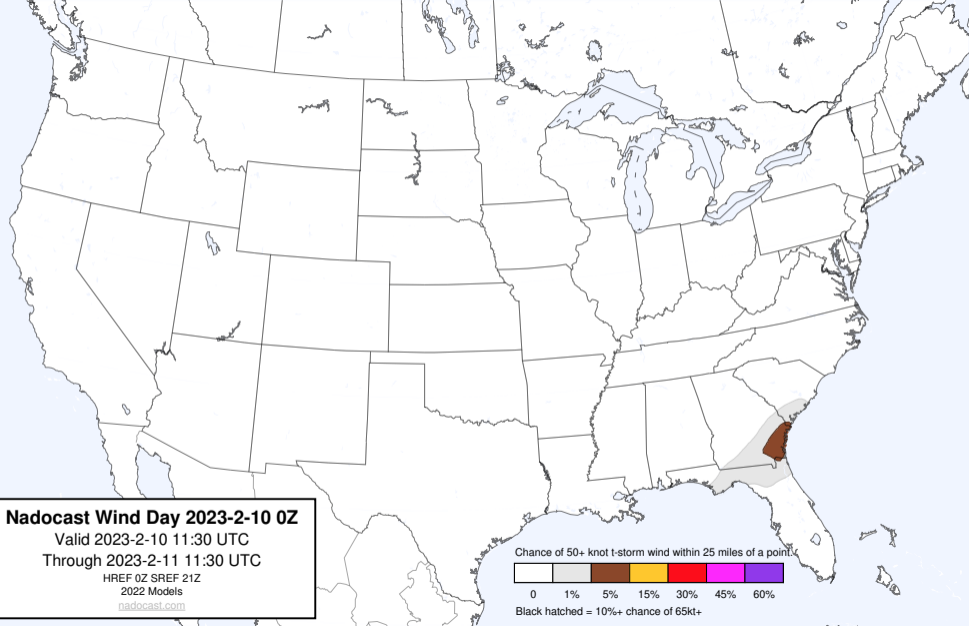 Nadocast Wind Day 2023-2-10 0Z
Valid 2023-2-10 11:30 UTC
Through 2023-2-11 11:30 UTC
HREF 0Z SREF 21Z
2022 Models
nadocast.com
Chance of 50+ knot t-storm wind within 25 miles of a point.
0 1% 5% 15% 30% 45% 60%
Black hatched = 10%+ chance of 65kt+